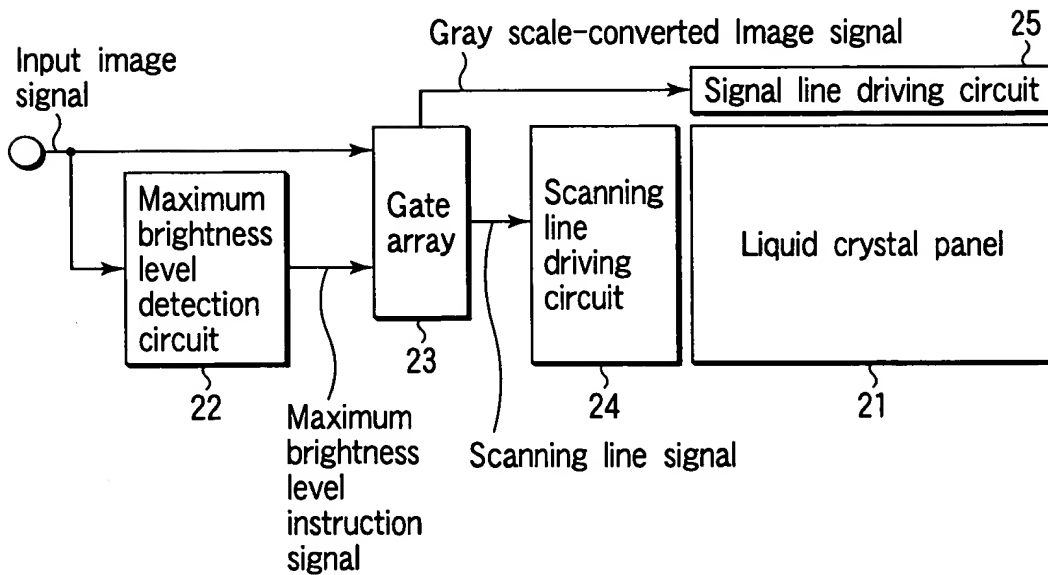 Gray scale-converted Image signal
25
Input image
signal
Signal line driving circuit
Maximum
brightness
level
detection
circuit
Gate
array
Scanning
line
driving
circuit
Liquid crystal panel
23
22
24
21
Maximum
brightness
level
instruction
signal
Scanning line signal